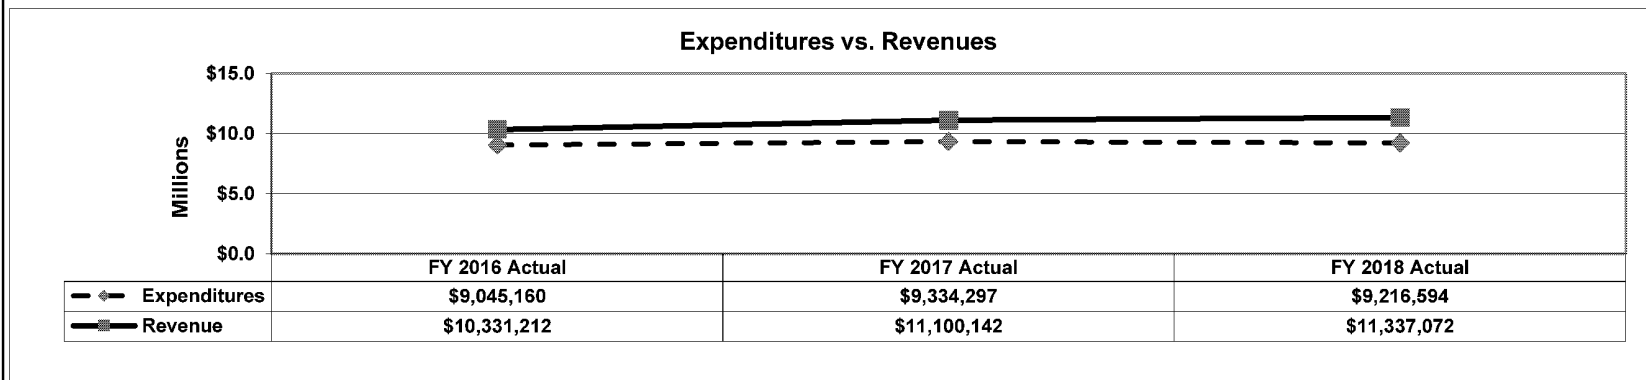 Expenditures vs. Revenues
$15.0
$10.0
$5.0
$0.0
Millions
FY 2016 Actual FY 2017 Actual FY 2018 Actual
Expenditures $9,045,160 $9,334,297 $9,216,594
Revenue $10,331,212 $11,100,142 $11,337,072